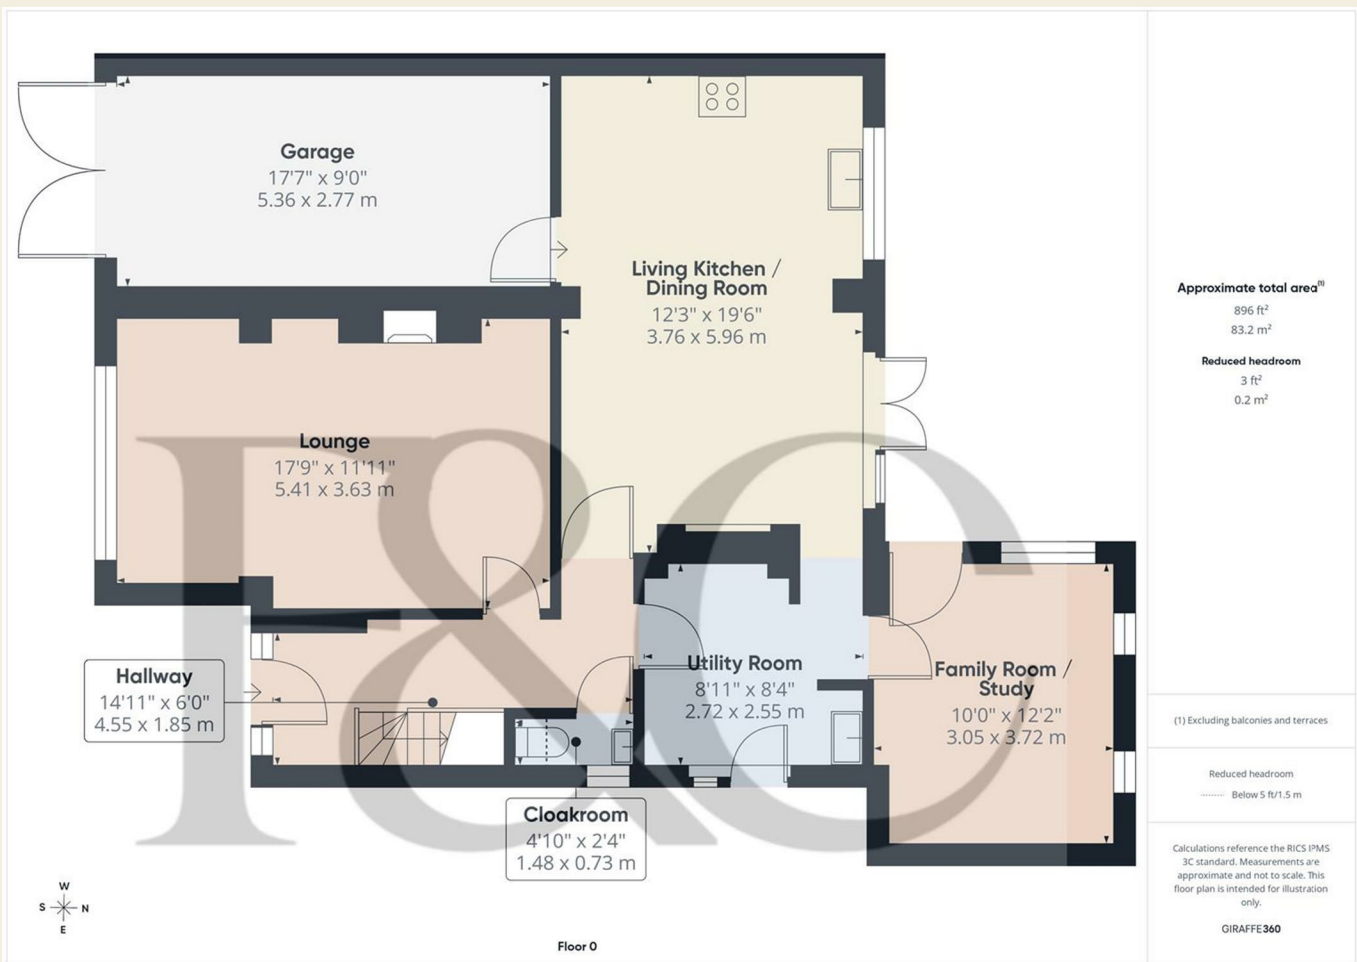 Garage
17'7" x 9'0"
5.36 x 2.77 m
Living Kitchen /
Dining Room
12'3" x 19'6"
3.76 x 5.96 m
Lounge
17'9" x 11'11"
5.41 x 3.63 m
Hallway
14'11" x 6'0"
4.55 x 1.85 m
Utility Room
8'11" x 8'4"
2.72 x 2.55 m
Family Room /
Study
10'0" x 12'2"
3.05 x 3.72 m
Cloakroom
4'10" x 2'4"
1.48 x 0.73 m
F&C
W
S N
E
Floor 0
Approximate total area(1)
896 ft²
83.2 m²
Reduced headroom
3 ft²
0.2 m²
(1) Excluding balconies and terraces
Reduced headroom
Below 5 ft/1.5 m
Calculations reference the RICS IPMS
3C standard. Measurements are
approximate and not to scale. This
floor plan is intended for illustration
only.
GIRAFFE360